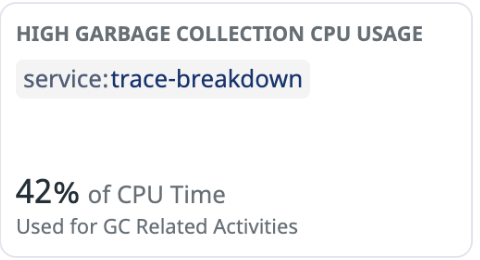 HIGH GARBAGE COLLECTION CPU USAGE
service:trace-breakdown
42% of CPU Time
Used for GC Related Activities